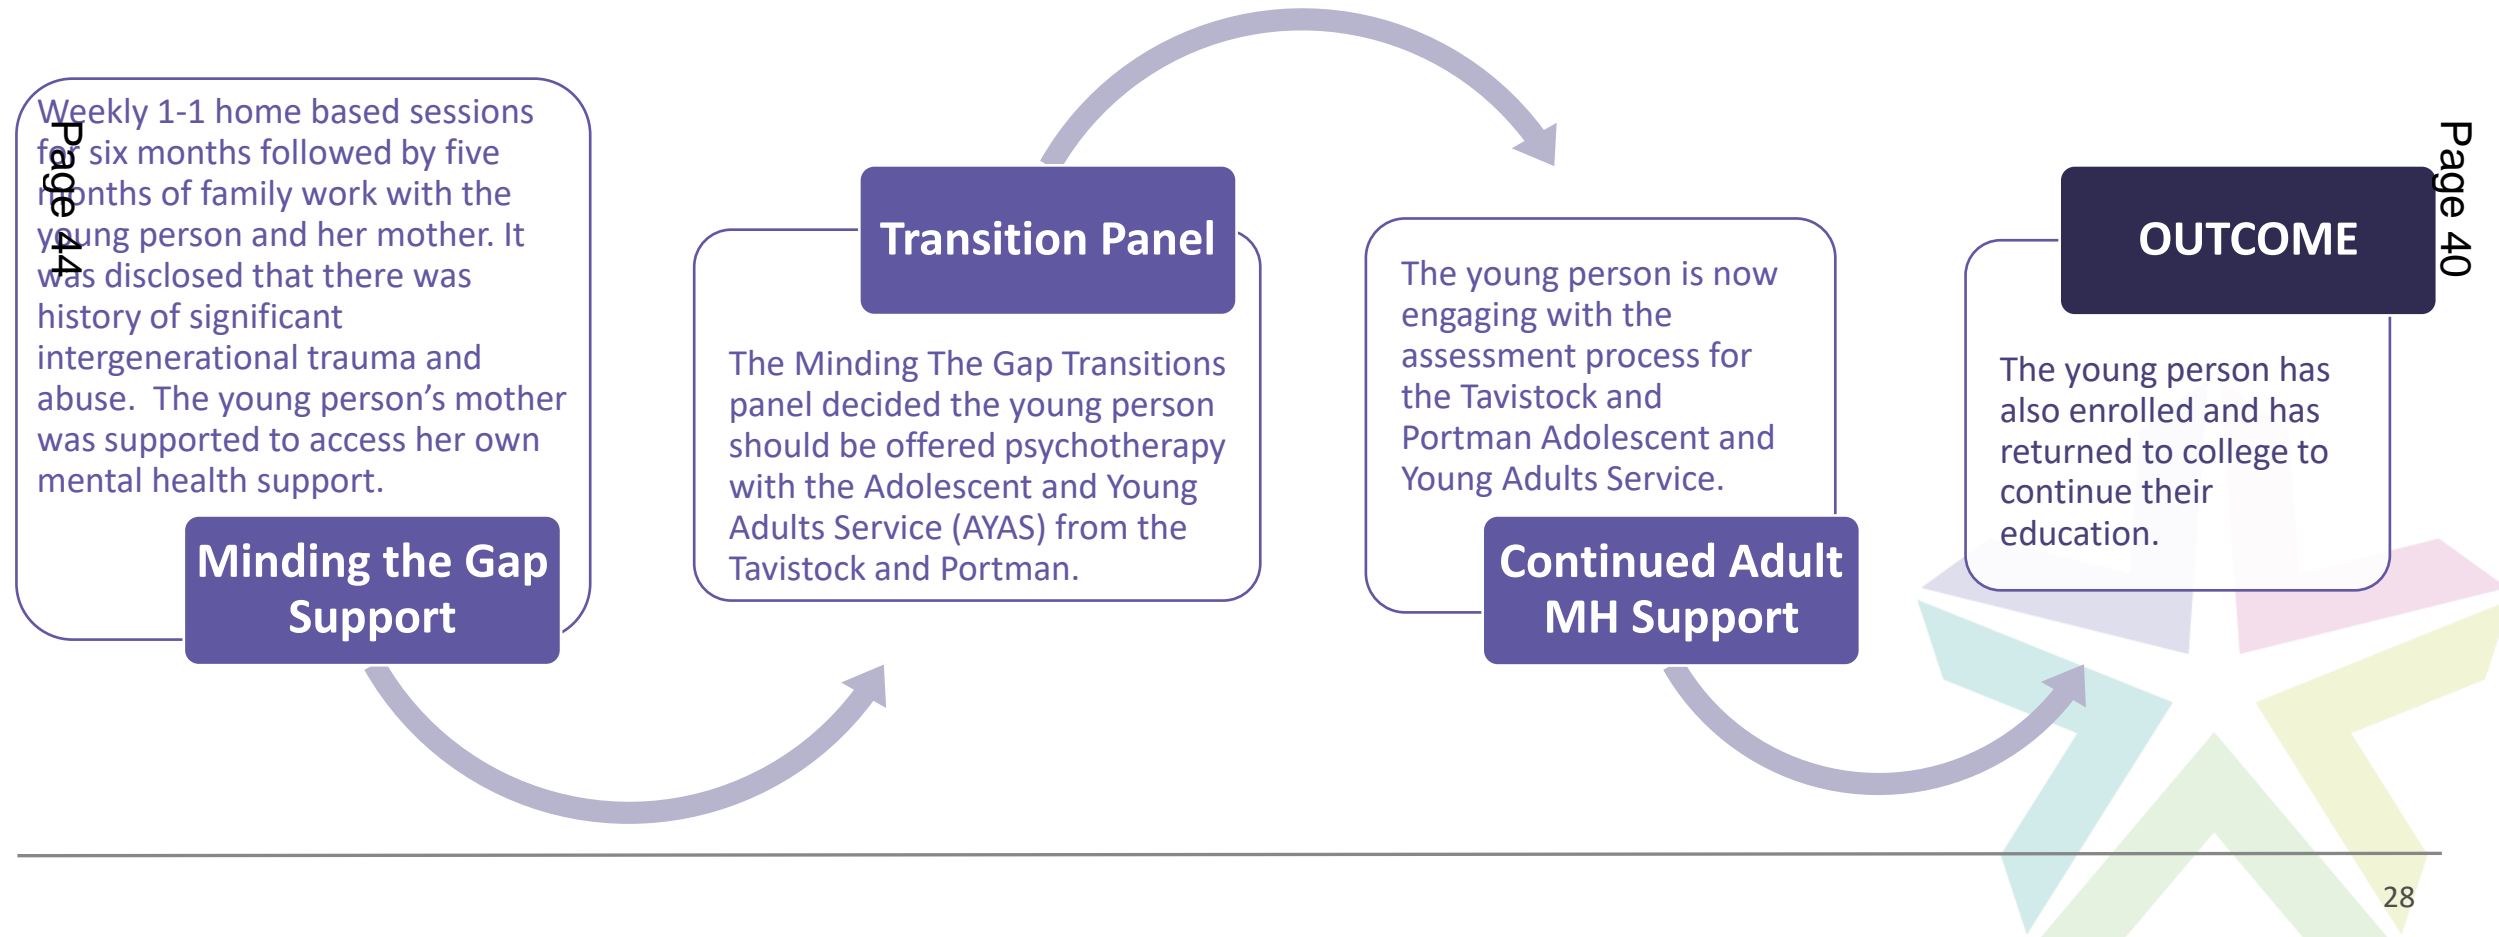 Weekly 1-1 home based sessions
for six months followed by five
months of family work with the
young person and her mother. It
was disclosed that there was
history of significant
intergenerational trauma and
abuse.  The young person’s mother
was supported to access her own
mental health support.
Minding the Gap
Support
Page 44
Transition Panel
The Minding The Gap Transitions
panel decided the young person
should be offered psychotherapy
with the Adolescent and Young
Adults Service (AYAS) from the
Tavistock and Portman.
The young person is now
engaging with the
assessment process for
the Tavistock and
Portman Adolescent and
Young Adults Service.
Continued Adult
MH Support
OUTCOME
The young person has
also enrolled and has
returned to college to
continue their
education.
Page 40
28